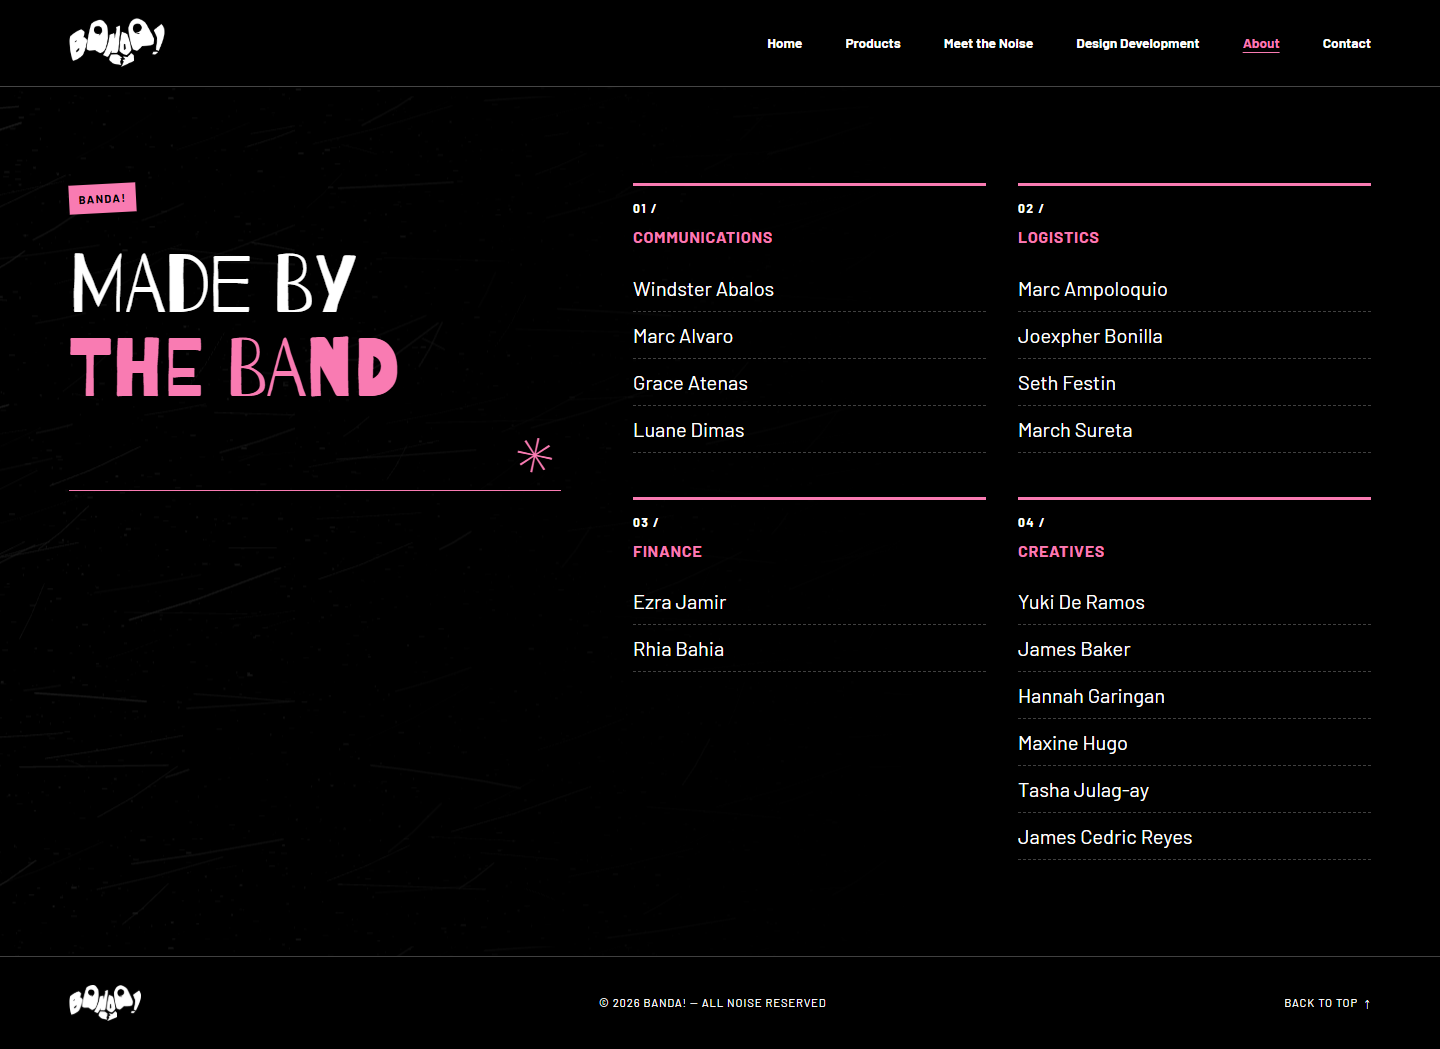 BANDA!
Home
Products
Meet the Noise
Design Development
About
Contact
BANDA!
MADE BY
THE BAND
01 /
COMMUNICATIONS
Windster Abalos
Marc Alvaro
Grace Atenas
Luane Dimas
02 /
LOGISTICS
Marc Ampoloquio
Joexpher Bonilla
Seth Festin
March Sureta
03 /
FINANCE
Ezra Jamir
Rhia Bahia
04 /
CREATIVES
Yuki De Ramos
James Baker
Hannah Garingan
Maxine Hugo
Tasha Julag-ay
James Cedric Reyes
BANDA!
© 2026 BANDA! — ALL NOISE RESERVED
BACK TO TOP ↑